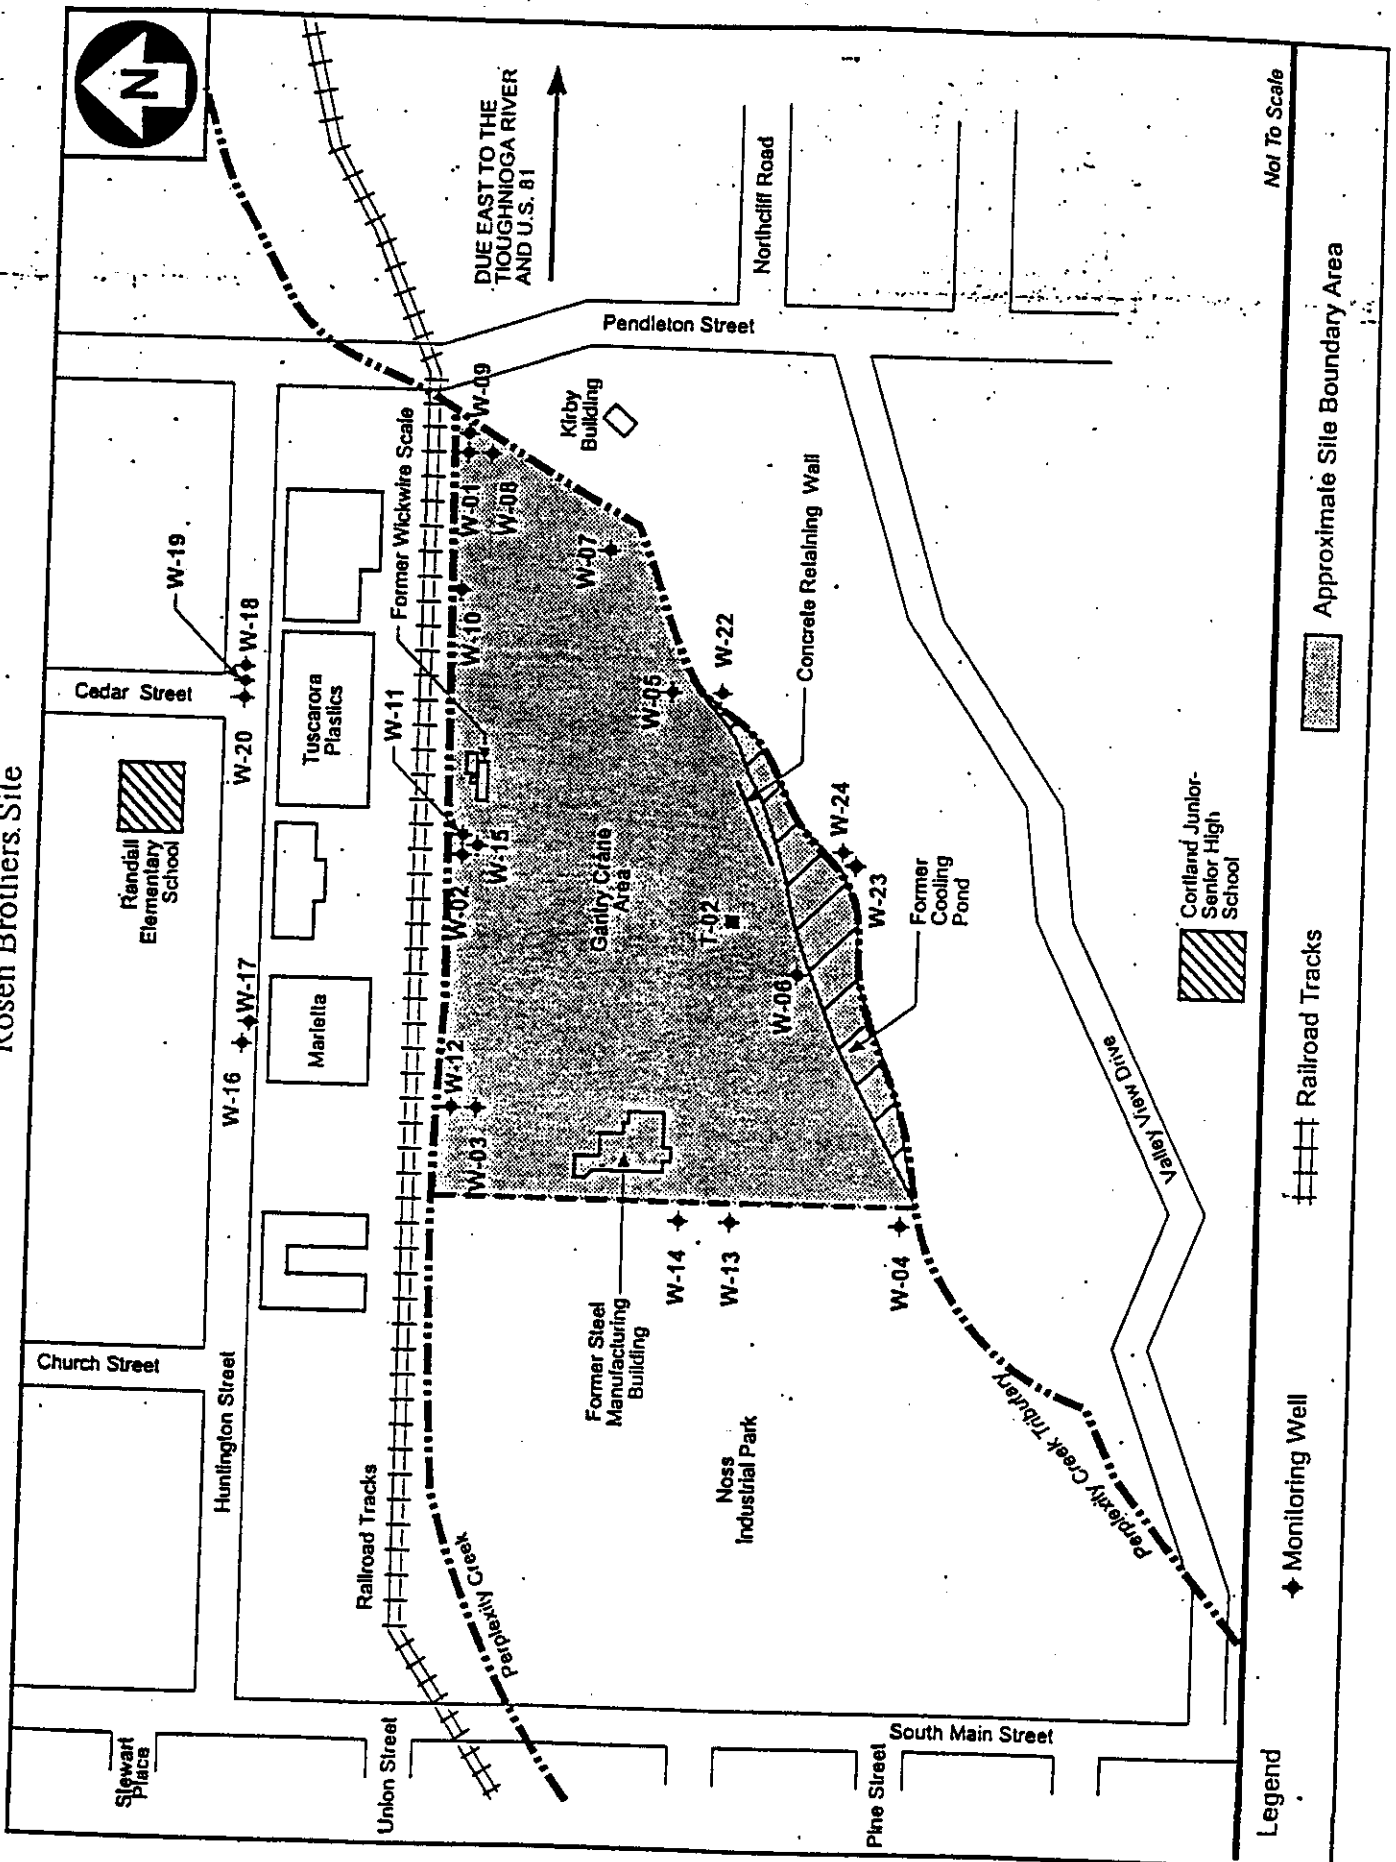 Rosen Brothers Site
N
DUE EAST TO THE
TIOUGHNIOGA RIVER
AND U.S. 81
Stewart
Place
Church Street
Randall
Elementary
School
Cedar Street
W-19
Huntington Street
W-16
W-17
W-20
W-18
Marietta
Tuscarora
Plastics
Union Street
Railroad Tracks
W-11
Former Wickwire Scale
Perplexity Creek
W-12
W-03
W-02
W-15
W-10
W-01
W-08
W-09
Kirby
Building
Pendleton Street
Northcliff Road
Former Steel
Manufacturing
Building
Gantry Crane
Area
W-07
W-14
W-13
W-04
T-02
W-05
W-22
W-06
Concrete Retaining Wall
W-24
W-23
Former
Cooling
Pond
Noss
Industrial Park
Perplexity Creek Tributary
Pine Street
South Main Street
Valley View Drive
Cortland Junior-
Senior High
School
Not To Scale
Legend
Monitoring Well
Railroad Tracks
Approximate Site Boundary Area